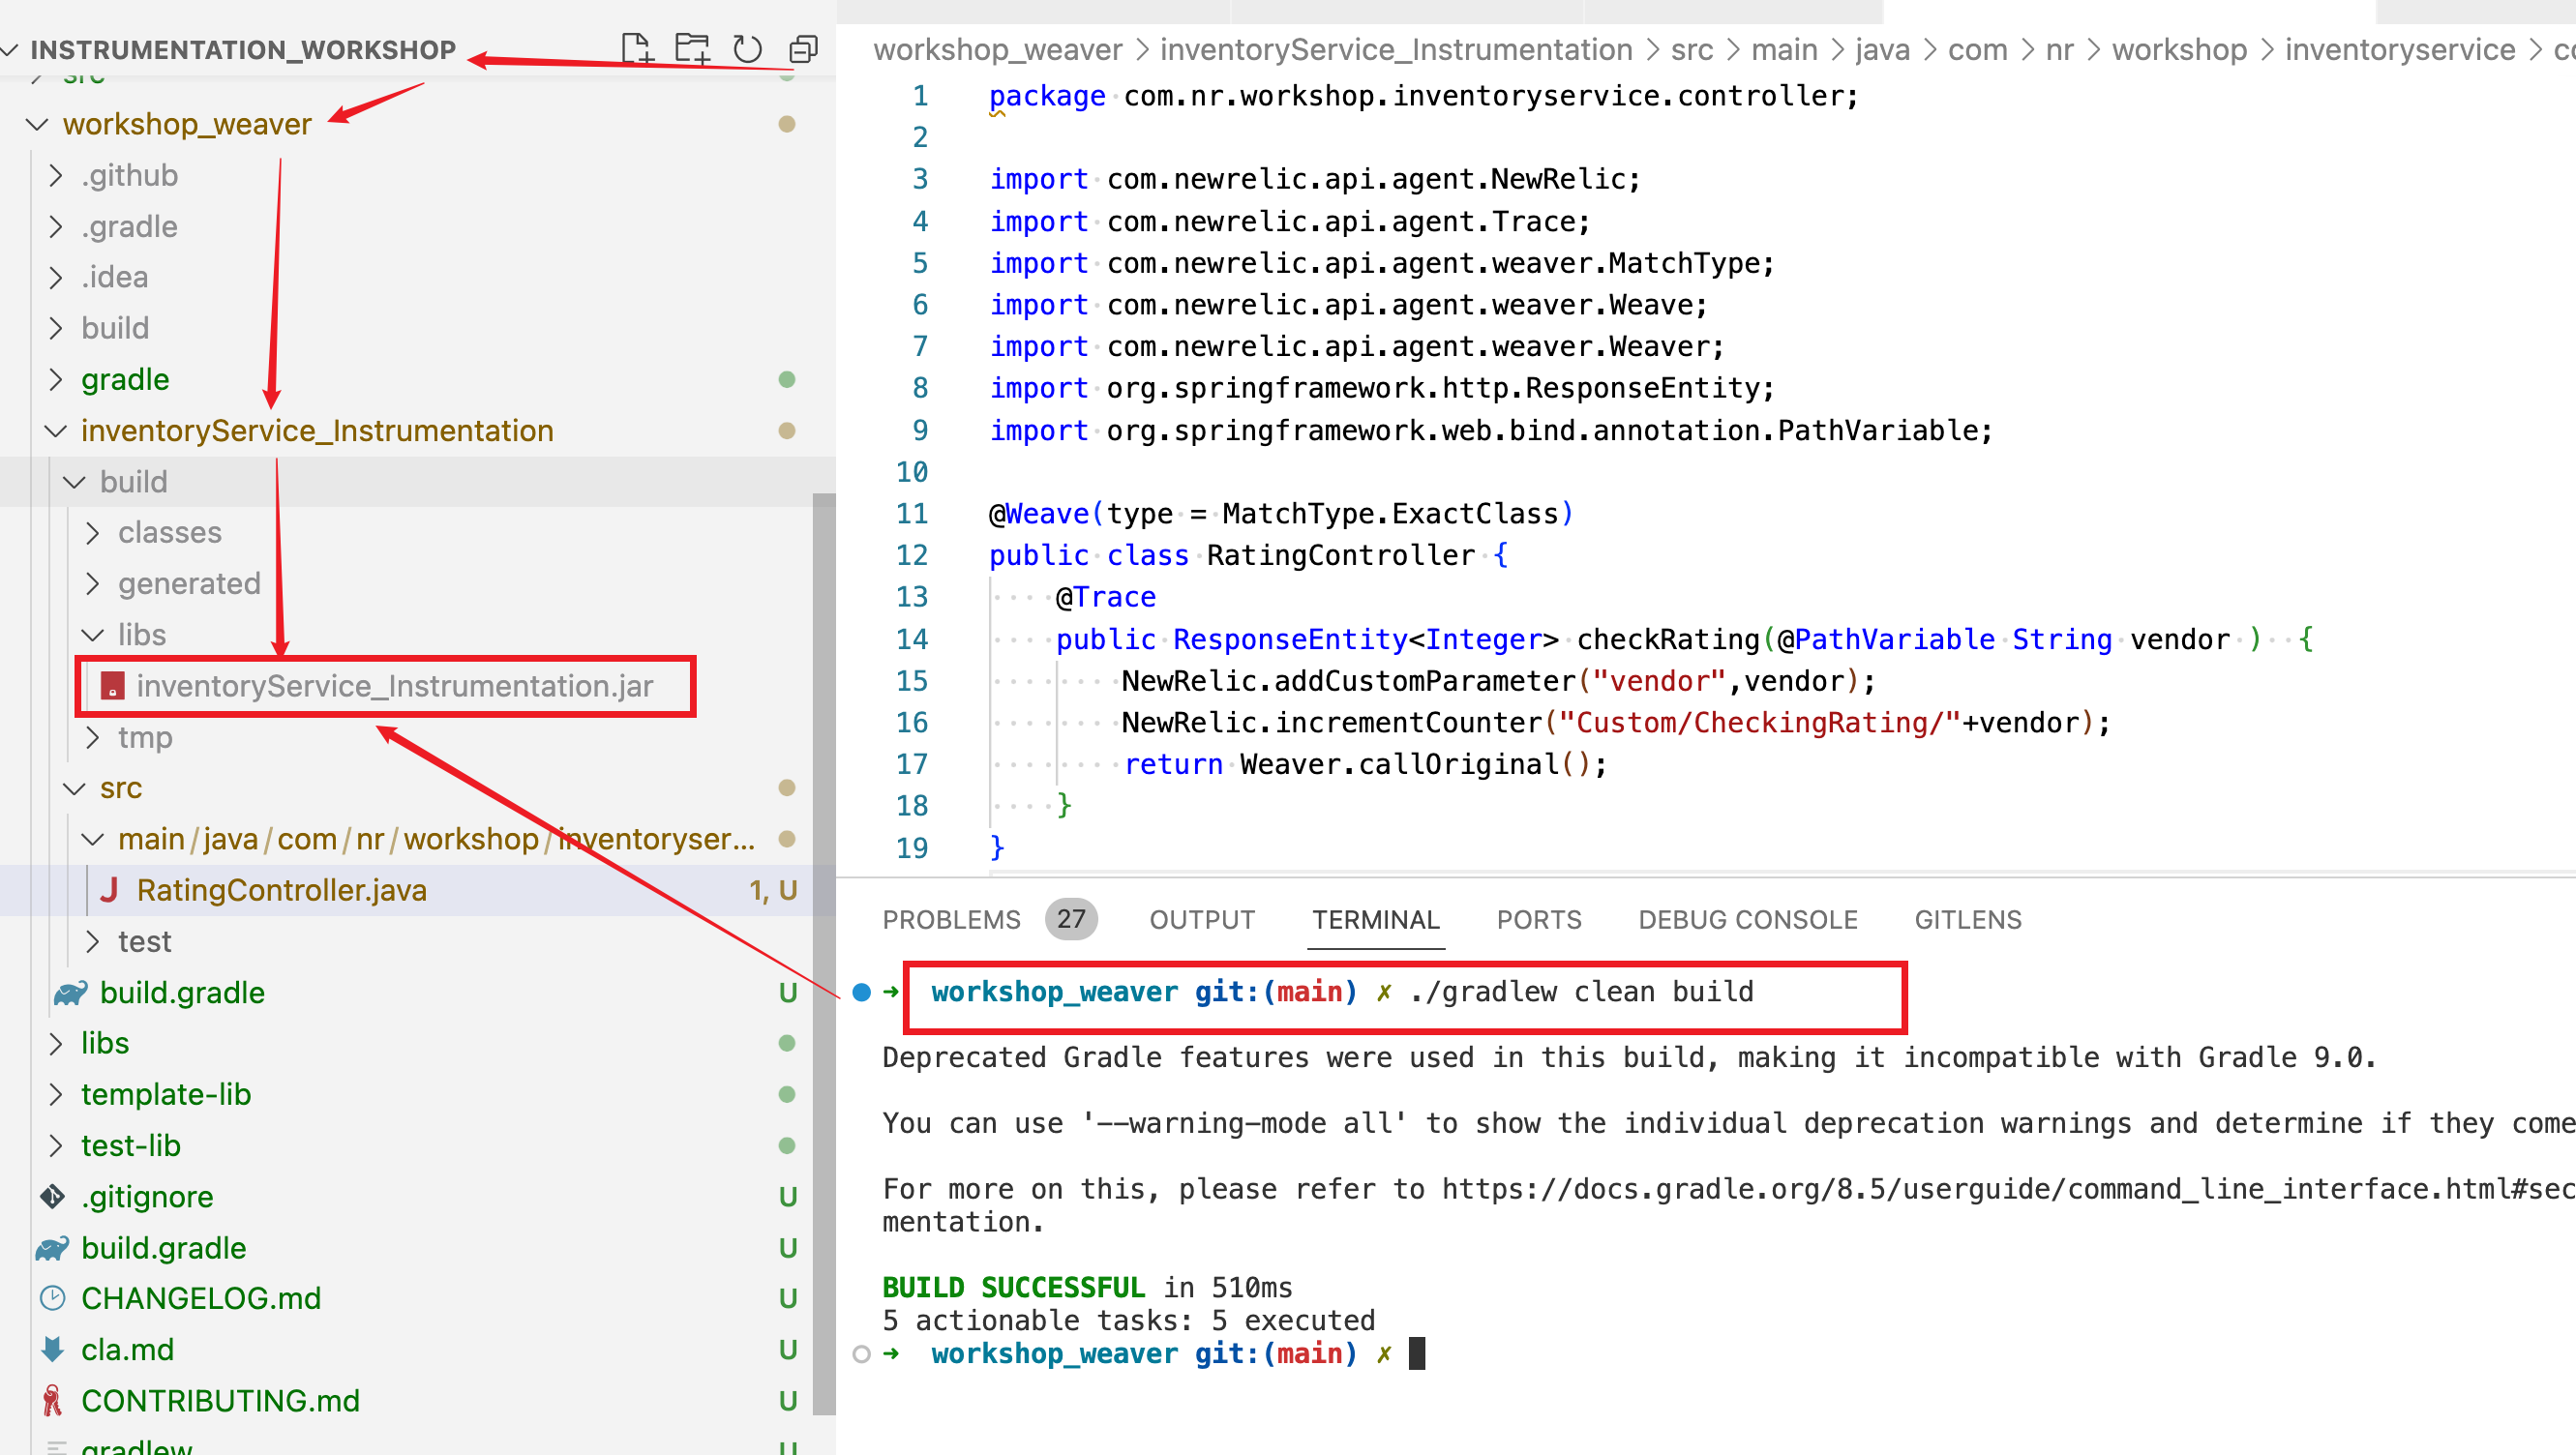 INSTRUMENTATION_WORKSHOP
src
workshop_weaver
.github
.gradle
.idea
build
gradle
inventoryService_Instrumentation
build
classes
generated
libs
inventoryService_Instrumentation.jar
tmp
src
main/java/com/nr/workshop/inventoryser...
RatingController.java 1, U
test
build.gradle U
libs
template-lib
test-lib
.gitignore U
build.gradle U
CHANGELOG.md U
cla.md U
CONTRIBUTING.md U
gradlew U
workshop_weaver > inventoryService_Instrumentation > src > main > java > com > nr > workshop > inventoryservice > co
1 package com.nr.workshop.inventoryservice.controller;
2
3 import com.newrelic.api.agent.NewRelic;
4 import com.newrelic.api.agent.Trace;
5 import com.newrelic.api.agent.weaver.MatchType;
6 import com.newrelic.api.agent.weaver.Weave;
7 import com.newrelic.api.agent.weaver.Weaver;
8 import org.springframework.http.ResponseEntity;
9 import org.springframework.web.bind.annotation.PathVariable;
10
11 @Weave(type = MatchType.ExactClass)
12 public class RatingController {
13 @Trace
14 public ResponseEntity<Integer> checkRating(@PathVariable String vendor ) {
15 NewRelic.addCustomParameter("vendor",vendor);
16 NewRelic.incrementCounter("Custom/CheckingRating/"+vendor);
17 return Weaver.callOriginal();
18 }
19 }
PROBLEMS 27 OUTPUT TERMINAL PORTS DEBUG CONSOLE GITLENS
➜ workshop_weaver git:(main) ✗ ./gradlew clean build
Deprecated Gradle features were used in this build, making it incompatible with Gradle 9.0.
You can use '--warning-mode all' to show the individual deprecation warnings and determine if they come
For more on this, please refer to https://docs.gradle.org/8.5/userguide/command_line_interface.html#sec
mentation.
BUILD SUCCESSFUL in 510ms
5 actionable tasks: 5 executed
➜ workshop_weaver git:(main) ✗